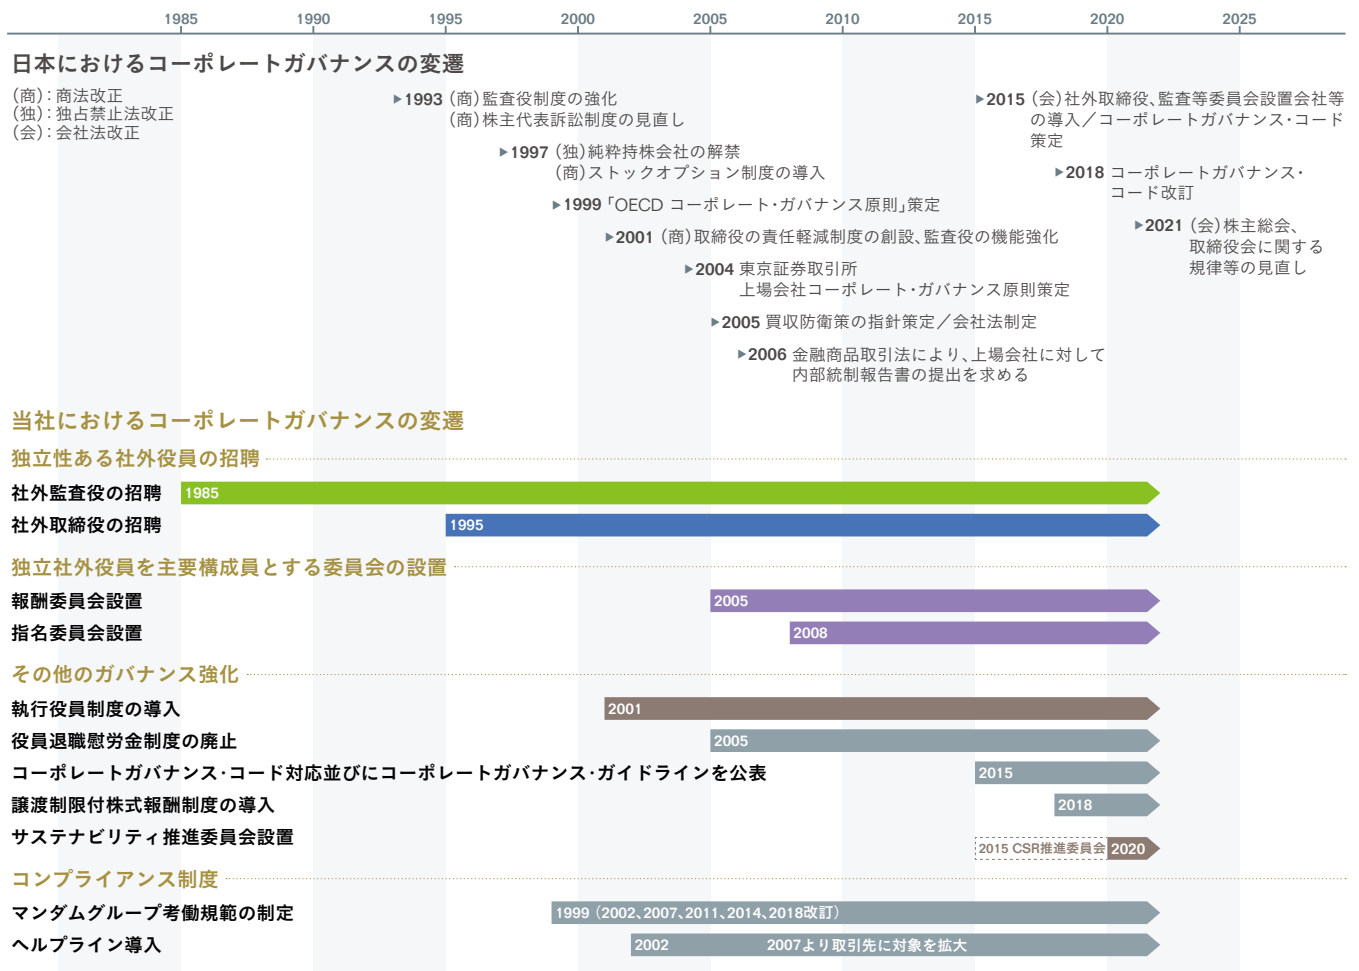 1985 1990 1995 2000 2005 2010 2015 2020 2025
日本におけるコーポレートガバナンスの変遷
(商):商法改正
(独):独占禁止法改正
(会):会社法改正
▶1993 (商)監査役制度の強化
(商)株主代表訴訟制度の見直し
▶1997 (独)純粋持株会社の解禁
(商)ストックオプション制度の導入
▶1999 「OECD コーポレート・ガバナンス原則」策定
▶2001 (商)取締役の責任軽減制度の創設、監査役の機能強化
▶2004 東京証券取引所
上場会社コーポレート・ガバナンス原則策定
▶2005 買収防衛策の指針策定／会社法制定
▶2006 金融商品取引法により、上場会社に対して
内部統制報告書の提出を求める
▶2015 (会)社外取締役、監査等委員会設置会社等
の導入／コーポレートガバナンス・コード
策定
▶2018 コーポレートガバナンス・
コード改訂
▶2021 (会)株主総会、
取締役会に関する
規律等の見直し
当社におけるコーポレートガバナンスの変遷
独立性ある社外役員の招聘
社外監査役の招聘 1985
社外取締役の招聘 1995
独立社外役員を主要構成員とする委員会の設置
報酬委員会設置 2005
指名委員会設置 2008
その他のガバナンス強化
執行役員制度の導入 2001
役員退職慰労金制度の廃止 2005
コーポレートガバナンス・コード対応並びにコーポレートガバナンス・ガイドラインを公表 2015
譲渡制限付株式報酬制度の導入 2018
サステナビリティ推進委員会設置 2015 CSR推進委員会 2020
コンプライアンス制度
マンダムグループ考働規範の制定 1999 (2002、2007、2011、2014、2018改訂)
ヘルプライン導入 2002 2007より取引先に対象を拡大